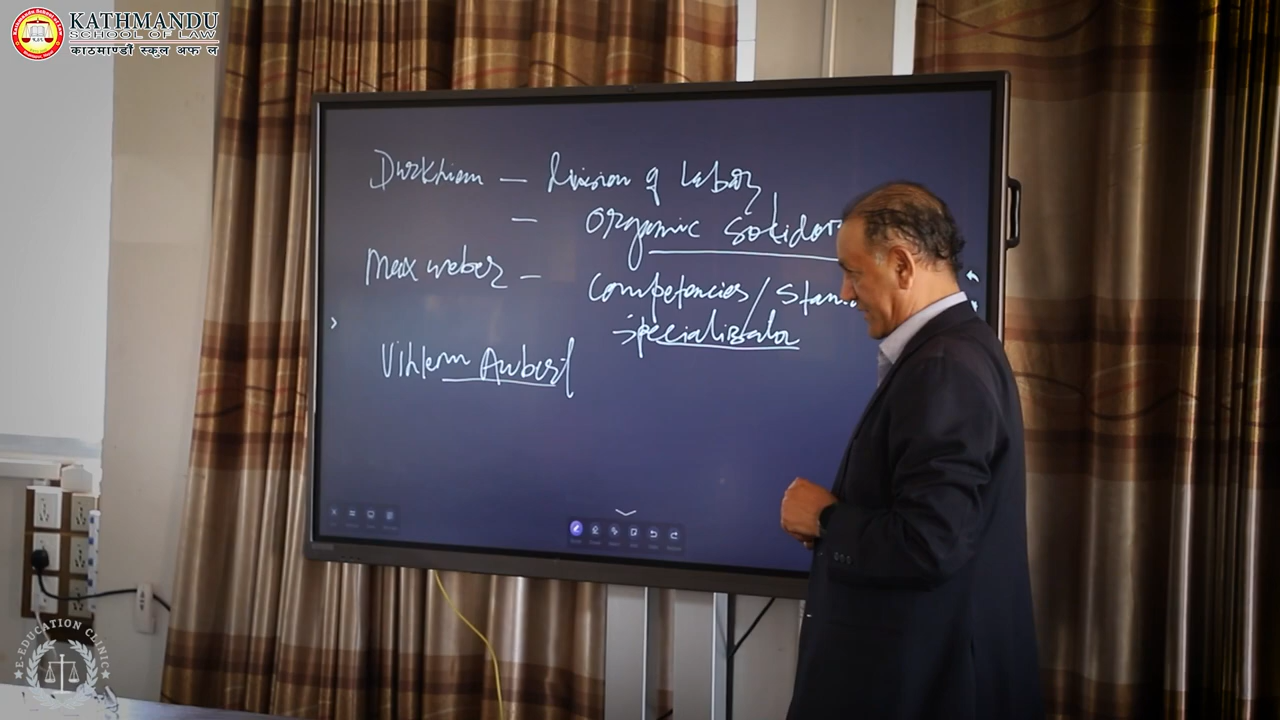 KATHMANDU
SCHOOL OF LAW
काठमाण्डौं स्कूल अफ ल
Durkhiem – Division of Labor
– organic solidar
Max weber – Competencies/Stan
specialization
Vihlem Aubert
E-EDUCATION CLINIC